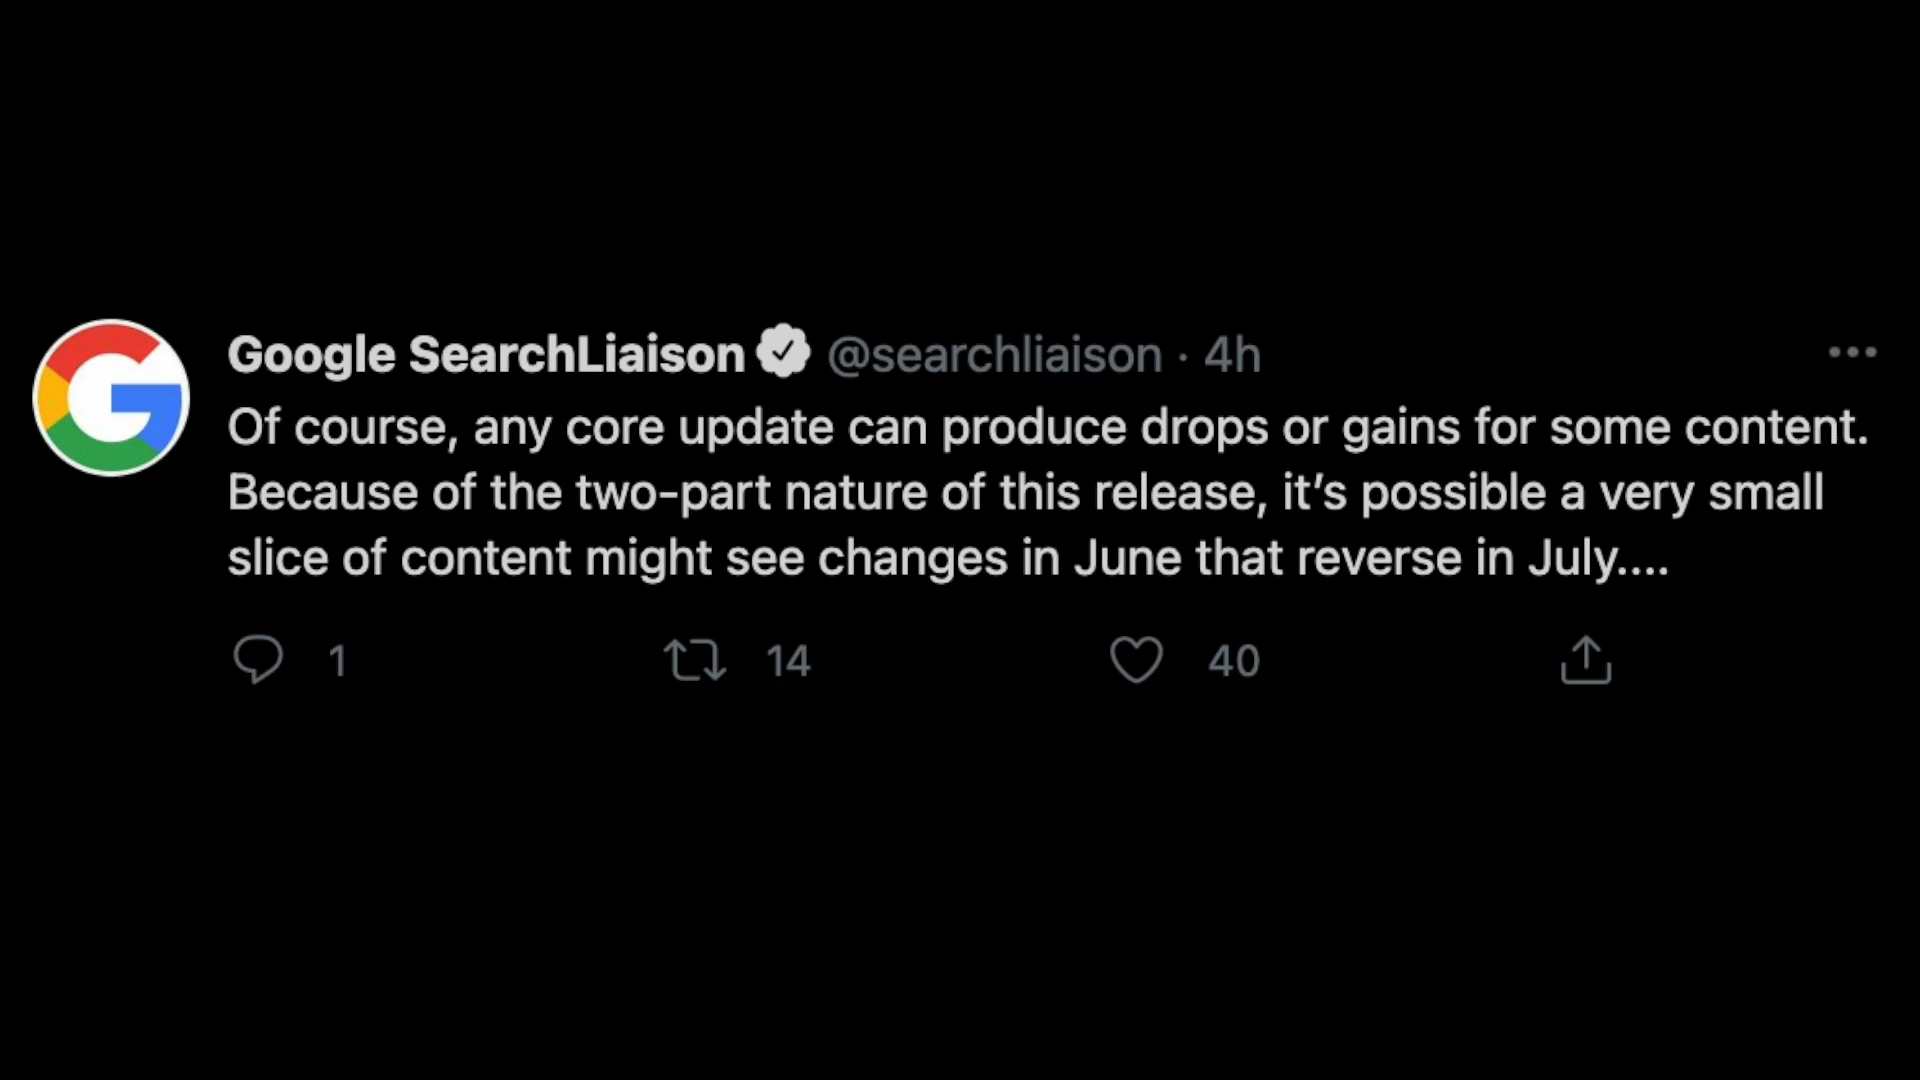 Google SearchLiaison @searchliaison · 4h
Of course, any core update can produce drops or gains for some content.
Because of the two-part nature of this release, it’s possible a very small
slice of content might see changes in June that reverse in July....
1 14 40